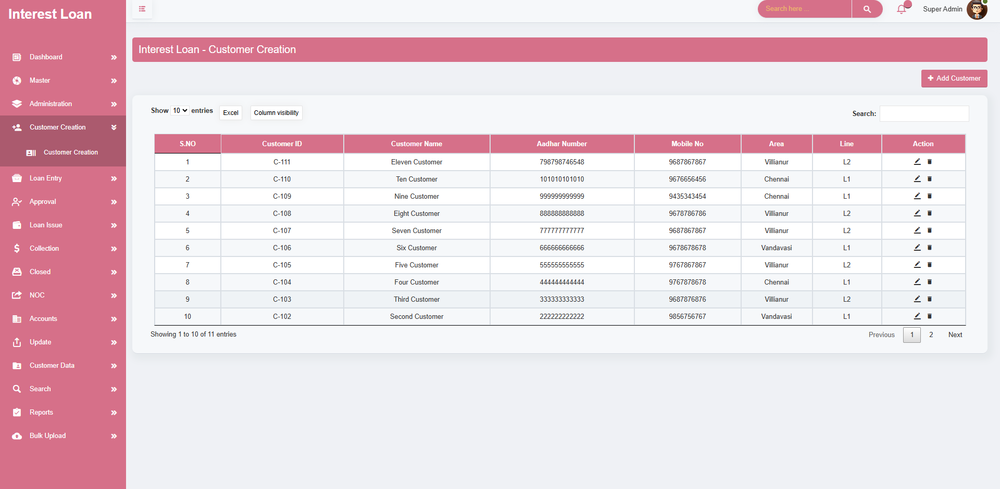 Interest Loan
Search here ...
Super Admin
Dashboard
Master
Administration
Customer Creation
Customer Creation
Loan Entry
Approval
Loan Issue
Collection
Closed
NOC
Accounts
Update
Customer Data
Search
Reports
Bulk Upload
Interest Loan - Customer Creation
Add Customer
Show 10 entries Excel Column visibility Search:
S.NO Customer ID Customer Name Aadhar Number Mobile No Area Line Action
1 C-111 Eleven Customer 798798746548 9687867867 Villianur L2
2 C-110 Ten Customer 101010101010 9676656456 Chennai L1
3 C-109 Nine Customer 999999999999 9435343454 Chennai L1
4 C-108 Eight Customer 888888888888 9678786786 Villianur L2
5 C-107 Seven Customer 777777777777 9687867867 Villianur L2
6 C-106 Six Customer 666666666666 9678678678 Vandavasi L1
7 C-105 Five Customer 555555555555 9767867867 Villianur L2
8 C-104 Four Customer 444444444444 9767878678 Chennai L1
9 C-103 Third Customer 333333333333 9687876876 Villianur L2
10 C-102 Second Customer 222222222222 9856756767 Vandavasi L1
Showing 1 to 10 of 11 entries Previous 1 2 Next